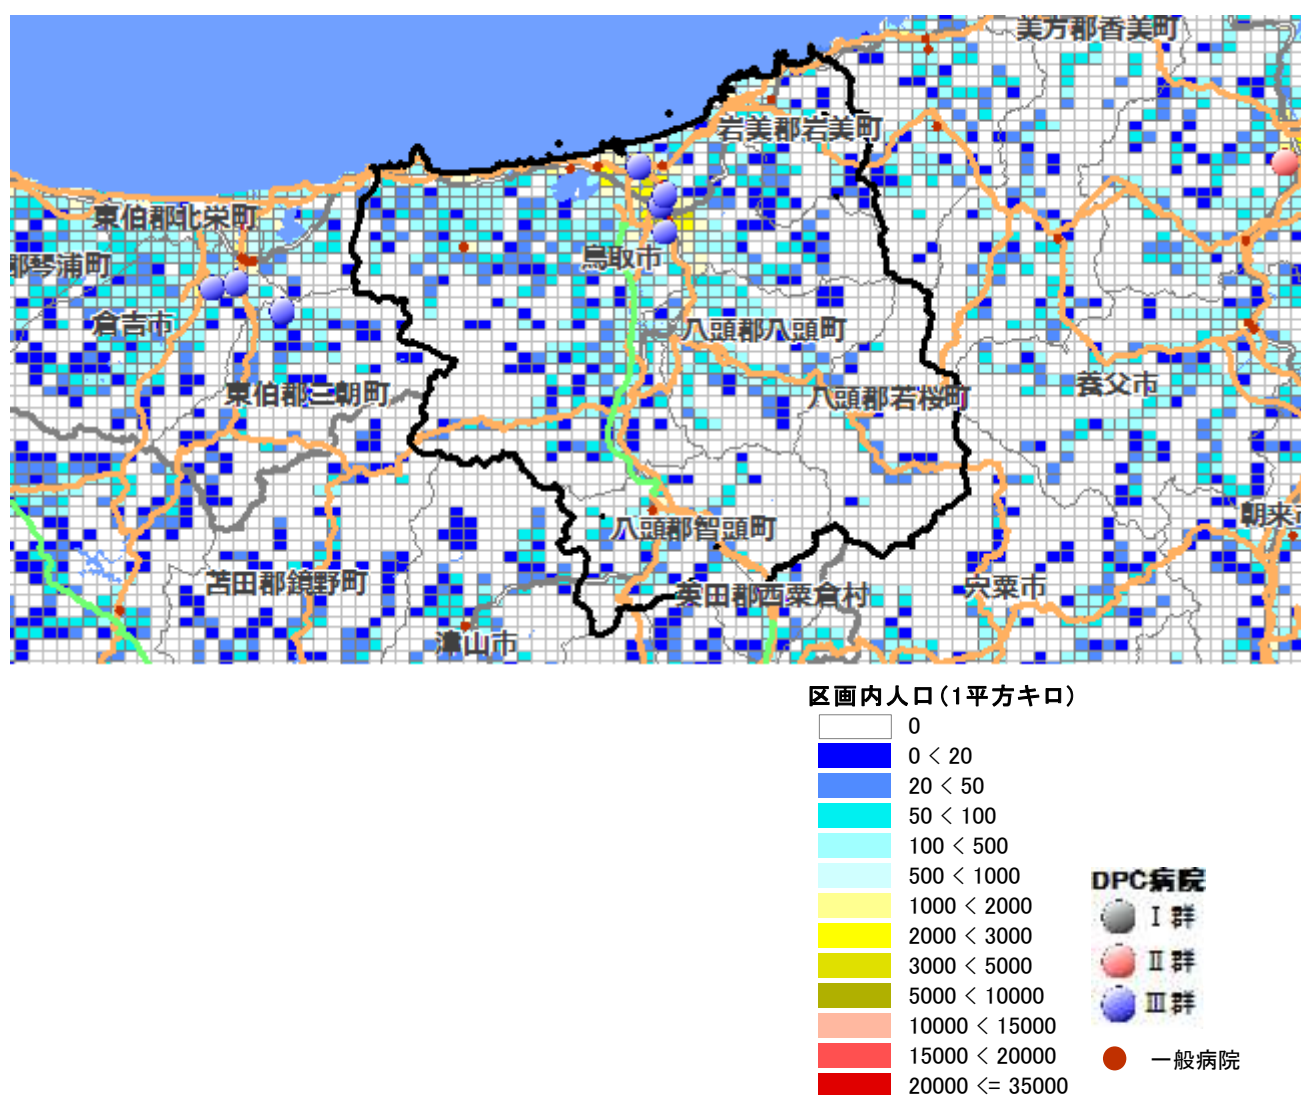 美方郡香美町
岩美郡岩美町
東伯郡北栄町
郡琴浦町
鳥取市
倉吉市
八頭郡八頭町
東伯郡三朝町
八頭郡若桜町
養父市
朝来市
八頭郡智頭町
苫田郡鏡野町
英田郡西粟倉村
宍粟市
津山市
区画内人口(1平方キロ)
0
0 < 20
20 < 50
50 < 100
100 < 500
500 < 1000
1000 < 2000
2000 < 3000
3000 < 5000
5000 < 10000
10000 < 15000
15000 < 20000
20000 <= 35000
DPC病院
Ⅰ群
Ⅱ群
Ⅲ群
一般病院